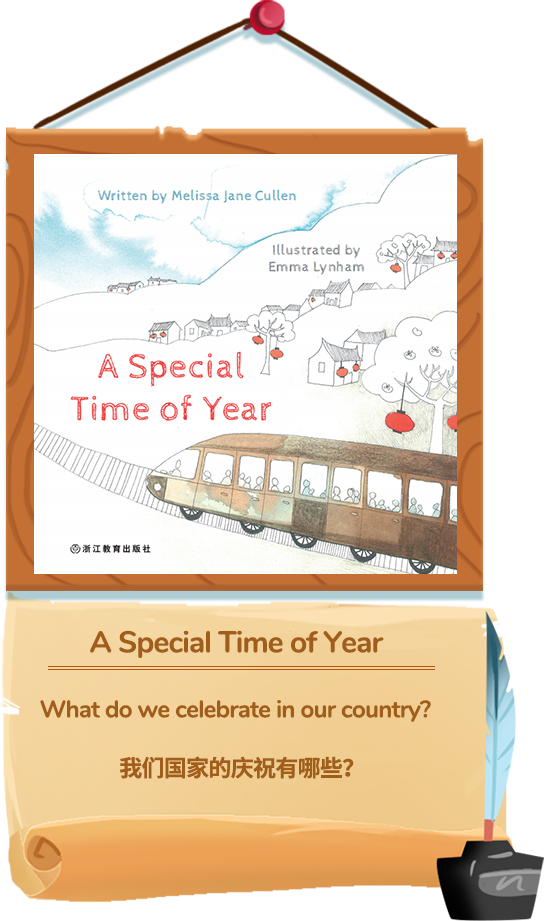 Written by Melissa Jane Cullen
Illustrated by
Emma Lynham
A Special
Time of Year
浙江教育出版社
A Special Time of Year
What do we celebrate in our country?
我们国家的庆祝有哪些?